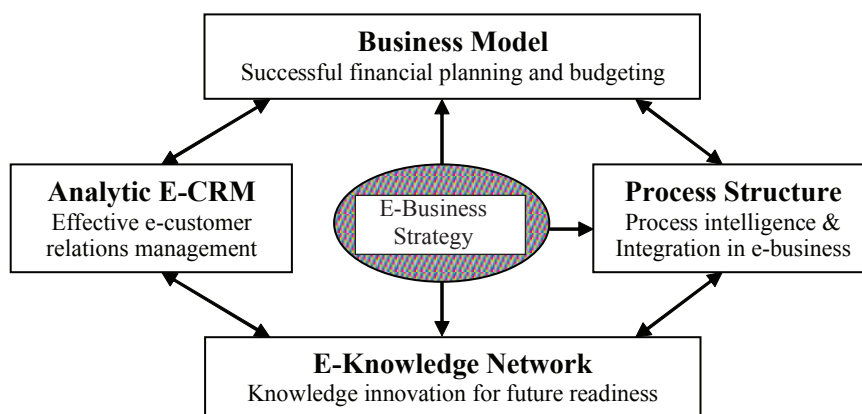 Business Model
Successful financial planning and budgeting
Analytic E-CRM
Effective e-customer
relations management
E-Business
Strategy
Process Structure
Process intelligence &
Integration in e-business
E-Knowledge Network
Knowledge innovation for future readiness